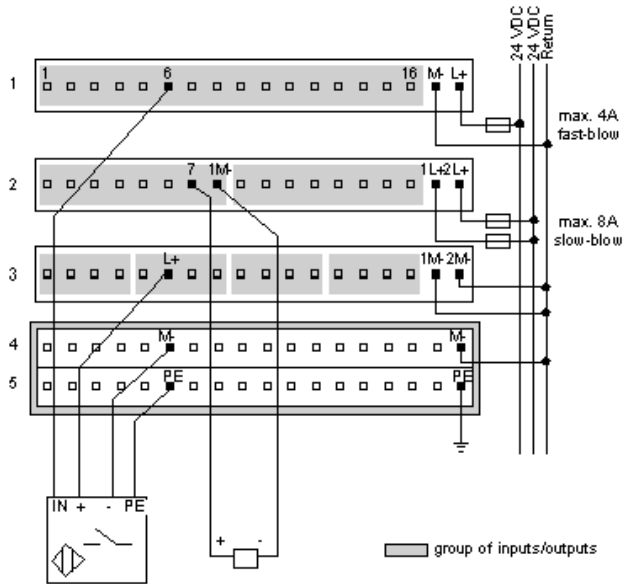 24 VDC
24 VDC
Return
1
1
6
16
M-
L+
max. 4A
fast-blow
2
7
1M-
1L+
2L+
max. 8A
slow-blow
3
L+
1M-
2M-
4
M-
M-
5
PE
PE
IN + - PE
+ -
group of inputs/outputs